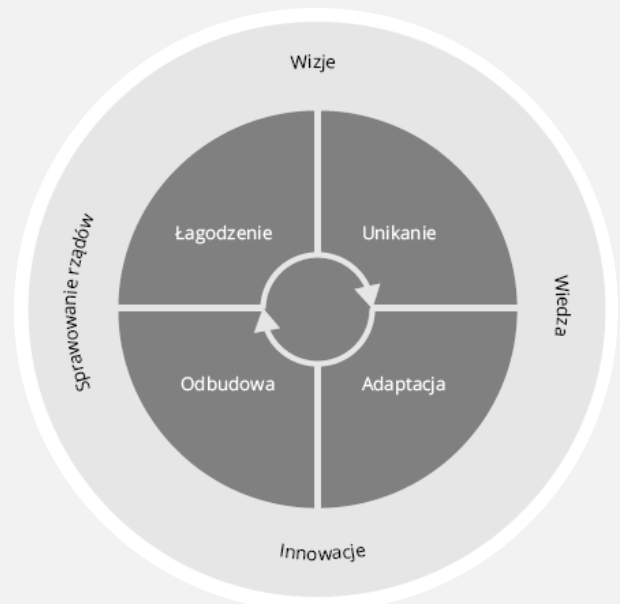 Wizje
Łagodzenie
Unikanie
Sprawowanie rządów
Wiedza
Odbudowa
Adaptacja
Innowacje